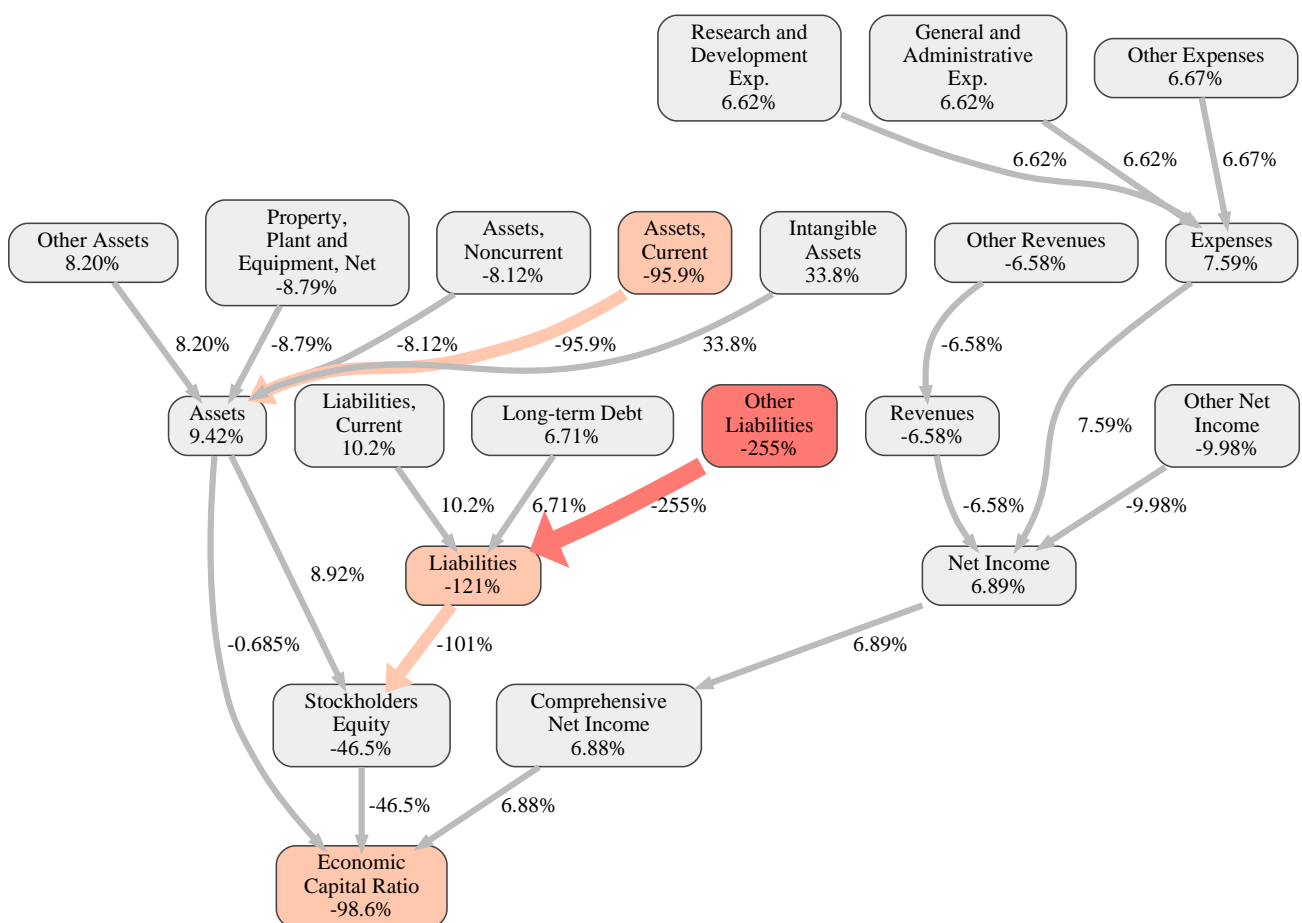 Research and
Development
Exp.
6.62%
General and
Administrative
Exp.
6.62%
Other Expenses
6.67%
6.62%
6.62%
6.67%
Other Assets
8.20%
Property,
Plant and
Equipment, Net
-8.79%
Assets,
Noncurrent
-8.12%
Assets,
Current
-95.9%
Intangible
Assets
33.8%
Other Revenues
-6.58%
Expenses
7.59%
8.20%
-8.79%
-8.12%
-95.9%
33.8%
-6.58%
7.59%
Assets
9.42%
Liabilities,
Current
10.2%
Long-term Debt
6.71%
Other
Liabilities
-255%
Revenues
-6.58%
Other Net
Income
-9.98%
10.2%
6.71%
-255%
-6.58%
-9.98%
8.92%
Liabilities
-121%
Net Income
6.89%
-0.685%
-101%
6.89%
Stockholders
Equity
-46.5%
Comprehensive
Net Income
6.88%
-46.5%
6.88%
Economic
Capital Ratio
-98.6%